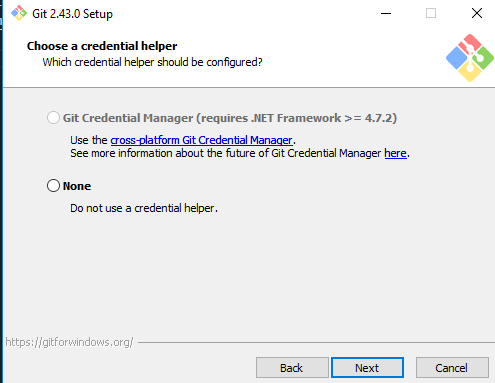 Git 2.43.0 Setup
Choose a credential helper
Which credential helper should be configured?
Git Credential Manager (requires .NET Framework >= 4.7.2)
Use the cross-platform Git Credential Manager.
See more information about the future of Git Credential Manager here.
None
Do not use a credential helper.
https://gitforwindows.org/
Back Next Cancel